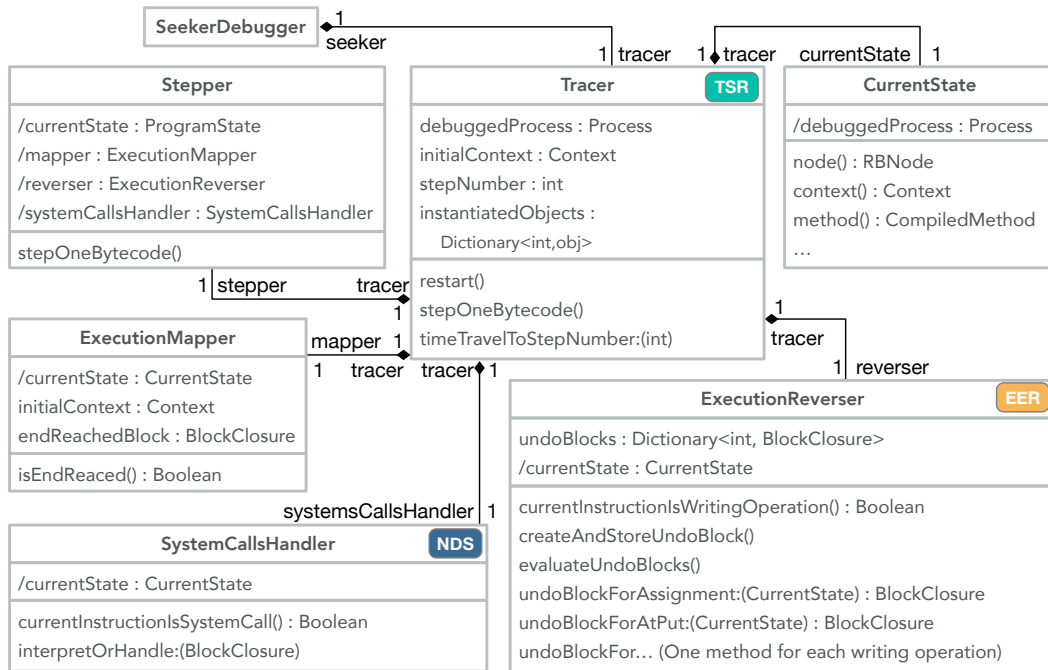 SeekerDebugger
1
seeker
1 tracer
1 tracer
currentState 1
Stepper
/currentState : ProgramState
/mapper : ExecutionMapper
/reverser : ExecutionReverser
/systemCallsHandler : SystemCallsHandler
stepOneBytecode()
Tracer
TSR
debuggedProcess : Process
initialContext : Context
stepNumber : int
instantiatedObjects :
Dictionary<int,obj>
restart()
stepOneBytecode()
timeTravelToStepNumber:(int)
CurrentState
/debuggedProcess : Process
node() : RBNode
context() : Context
method() : CompiledMethod
...
1 stepper
tracer
1
mapper 1
1 tracer
tracer 1
1
tracer
1 reverser
ExecutionMapper
/currentState : CurrentState
initialContext : Context
endReachedBlock : BlockClosure
isEndReaced() : Boolean
systemsCallsHandler 1
SystemCallsHandler
NDS
/currentState : CurrentState
currentInstructionIsSystemCall() : Boolean
interpretOrHandle:(BlockClosure)
ExecutionReverser
EER
undoBlocks : Dictionary<int, BlockClosure>
/currentState : CurrentState
currentInstructionIsWritingOperation() : Boolean
createAndStoreUndoBlock()
evaluateUndoBlocks()
undoBlockForAssignment:(CurrentState) : BlockClosure
undoBlockForAtPut:(CurrentState) : BlockClosure
undoBlockFor... (One method for each writing operation)